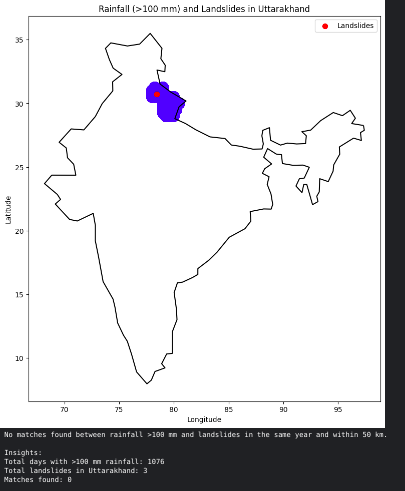 Rainfall (>100 mm) and Landslides in Uttarakhand
Landslides
35
30
25
20
15
10
Latitude
70
75
80
85
90
95
Longitude
No matches found between rainfall >100 mm and landslides in the same year and within 50 km.
Insights:
Total days with >100 mm rainfall: 1076
Total landslides in Uttarakhand: 3
Matches found: 0